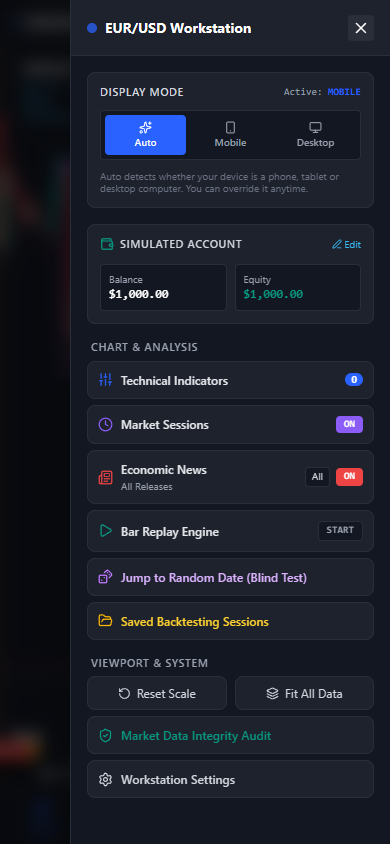 EUR/USD Workstation
DISPLAY MODE
Active: MOBILE
Auto
Mobile
Desktop
Auto detects whether your device is a phone, tablet or
desktop computer. You can override it anytime.
SIMULATED ACCOUNT
Edit
Balance
$1,000.00
Equity
$1,000.00
CHART & ANALYSIS
Technical Indicators
0
Market Sessions
ON
Economic News
All Releases
All
ON
Bar Replay Engine
START
Jump to Random Date (Blind Test)
Saved Backtesting Sessions
VIEWPORT & SYSTEM
Reset Scale
Fit All Data
Market Data Integrity Audit
Workstation Settings